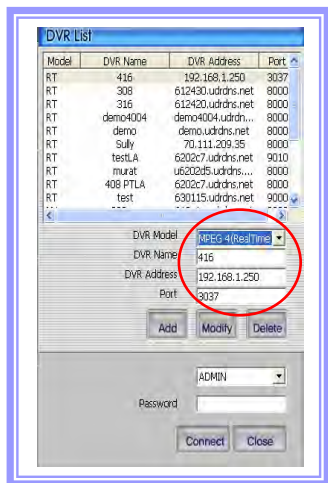 DVR List
Model DVR Name DVR Address Port
RT 416 192.168.1.250 3037
RT 308 612430.udrdns.net 8000
RT 316 612420.udrdns.net 8000
RT demo4004 demo4004.udrdn... 8000
RT demo demo.udrdns.net 8000
RT Sully 70.111.209.35 8000
RT testLA 6202c7.udrdns.net 9010
RT murat u6202d5.udrdns.... 8000
RT 408 PTLA 6202c7.udrdns.net 8000
RT test 630115.udrdns.net 9000
DVR Model MPEG 4(RealTime
DVR Name 416
DVR Address 192.168.1.250
Port 3037
Add Modify Delete
ADMIN
Password
Connect Close